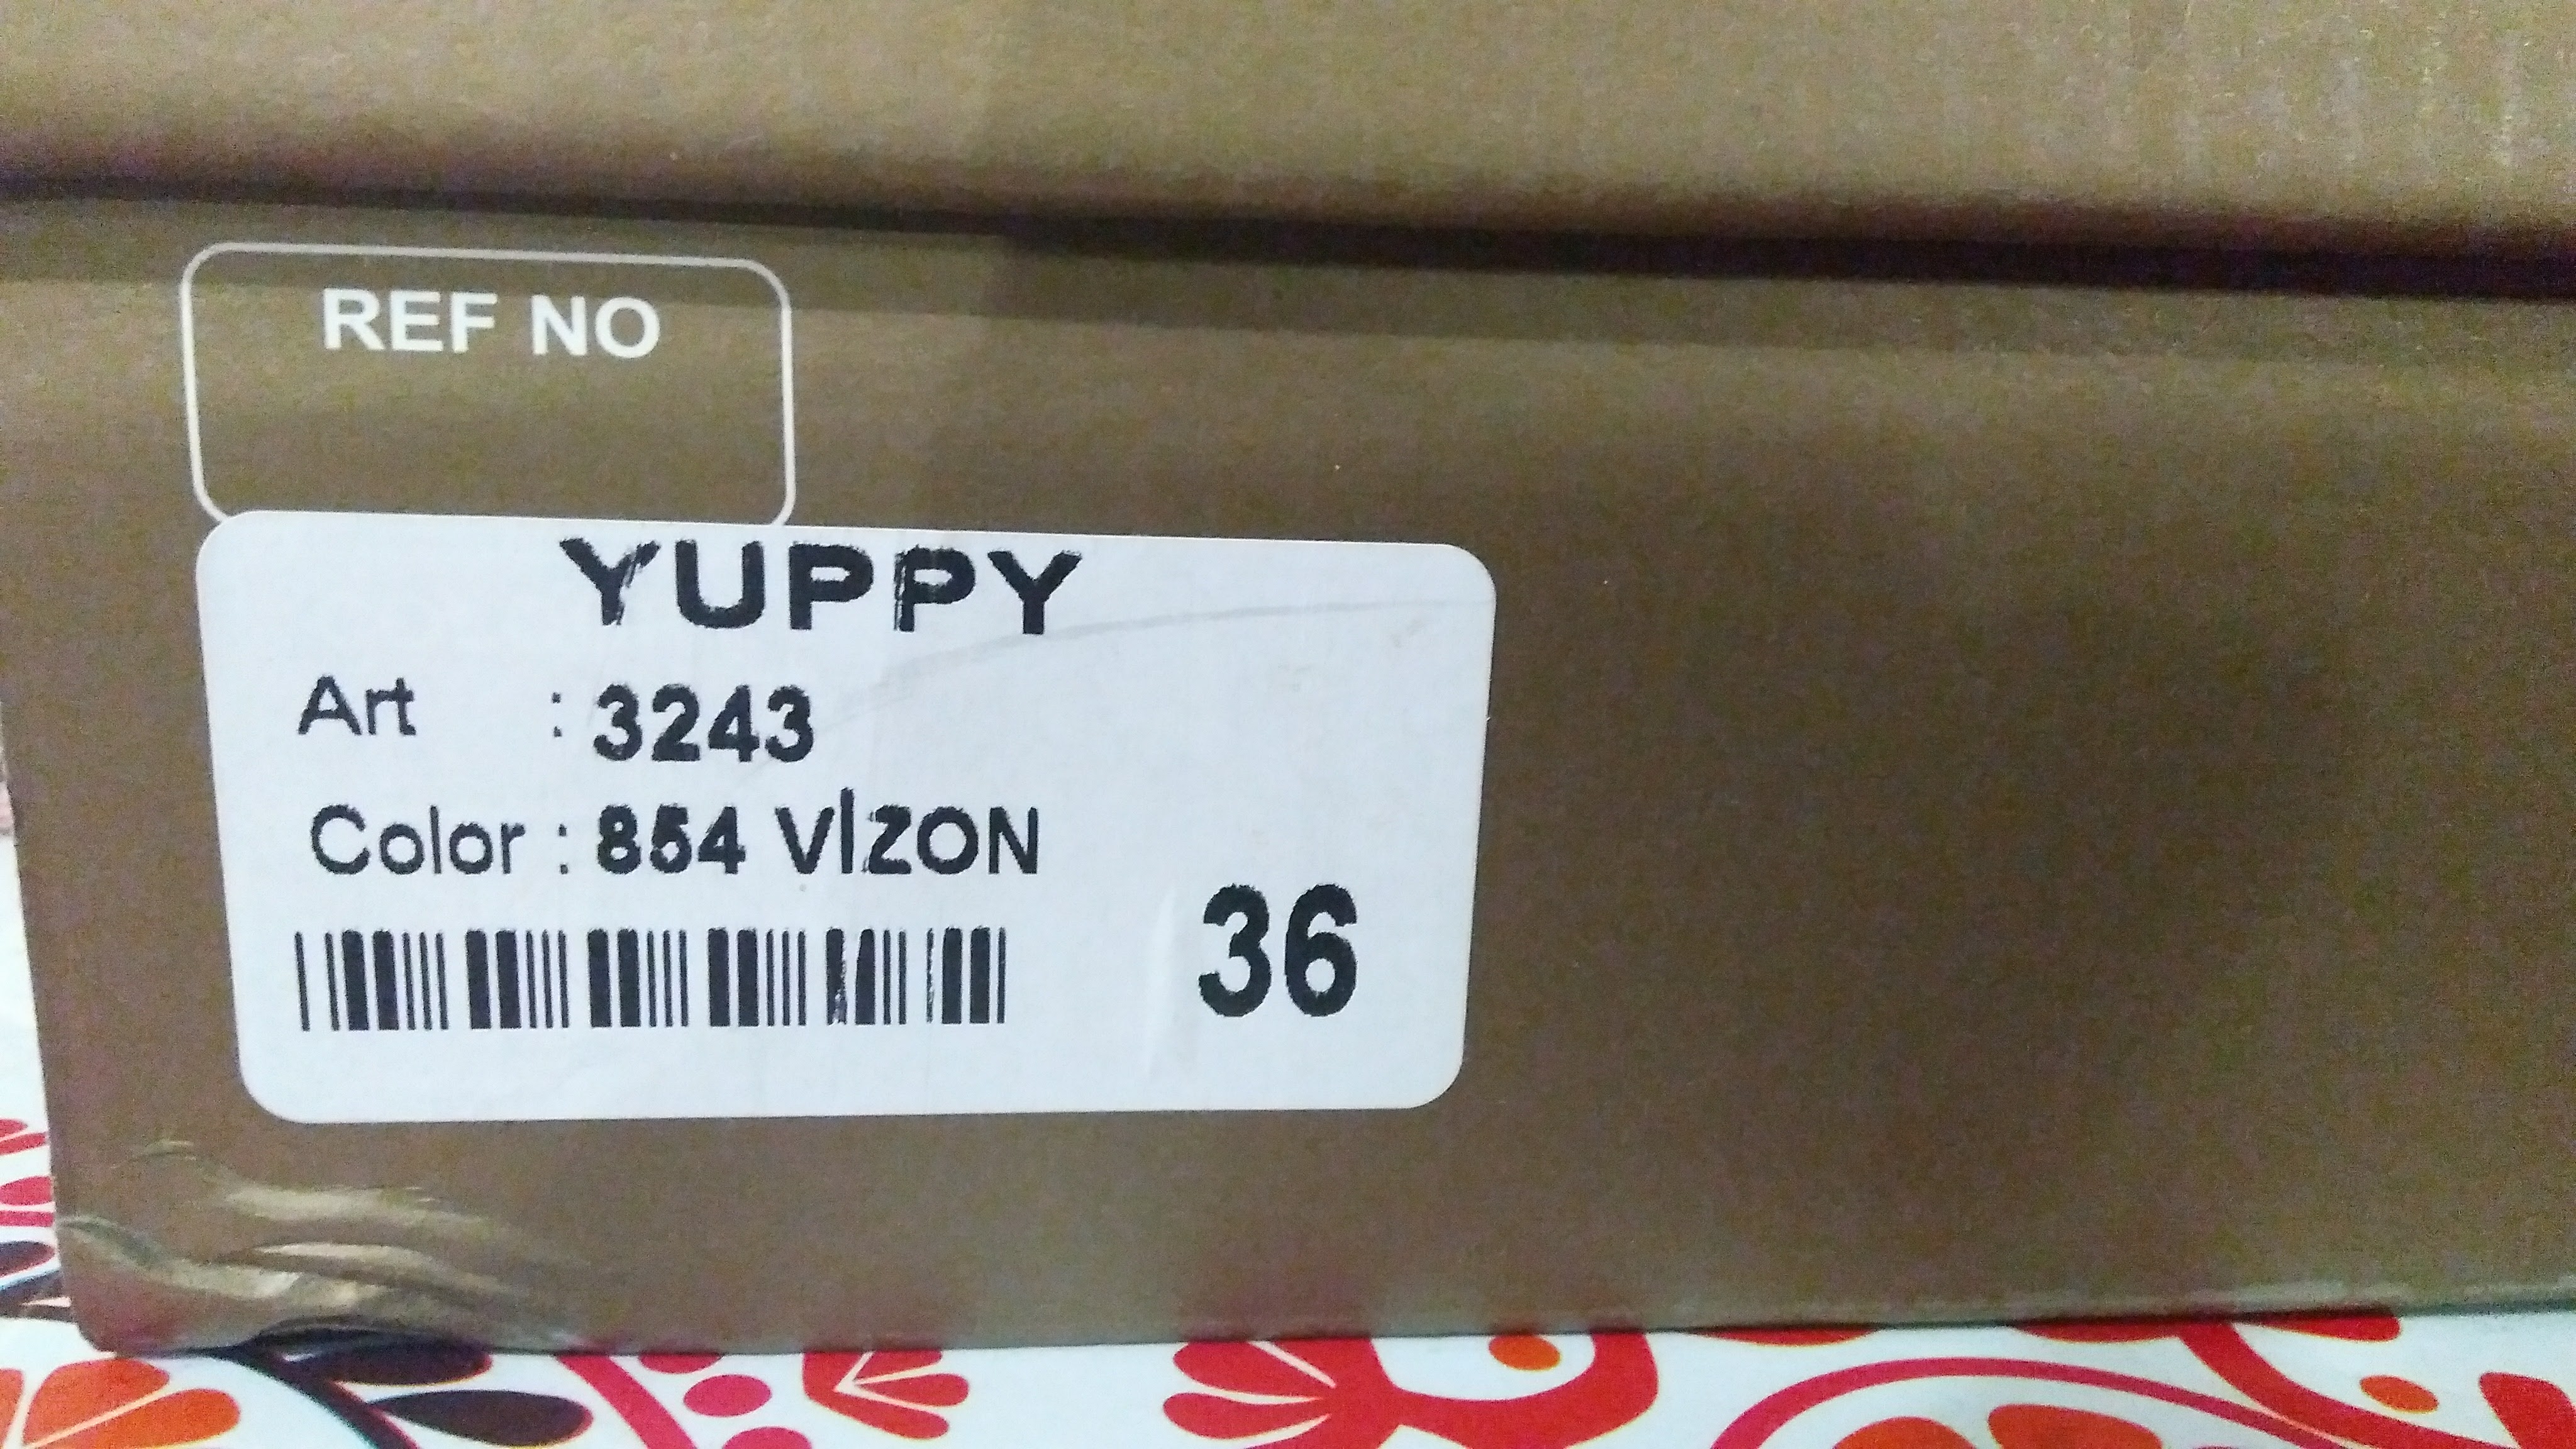 REF NO
YUPPY
Art : 3243
Color : 854 VİZON
36